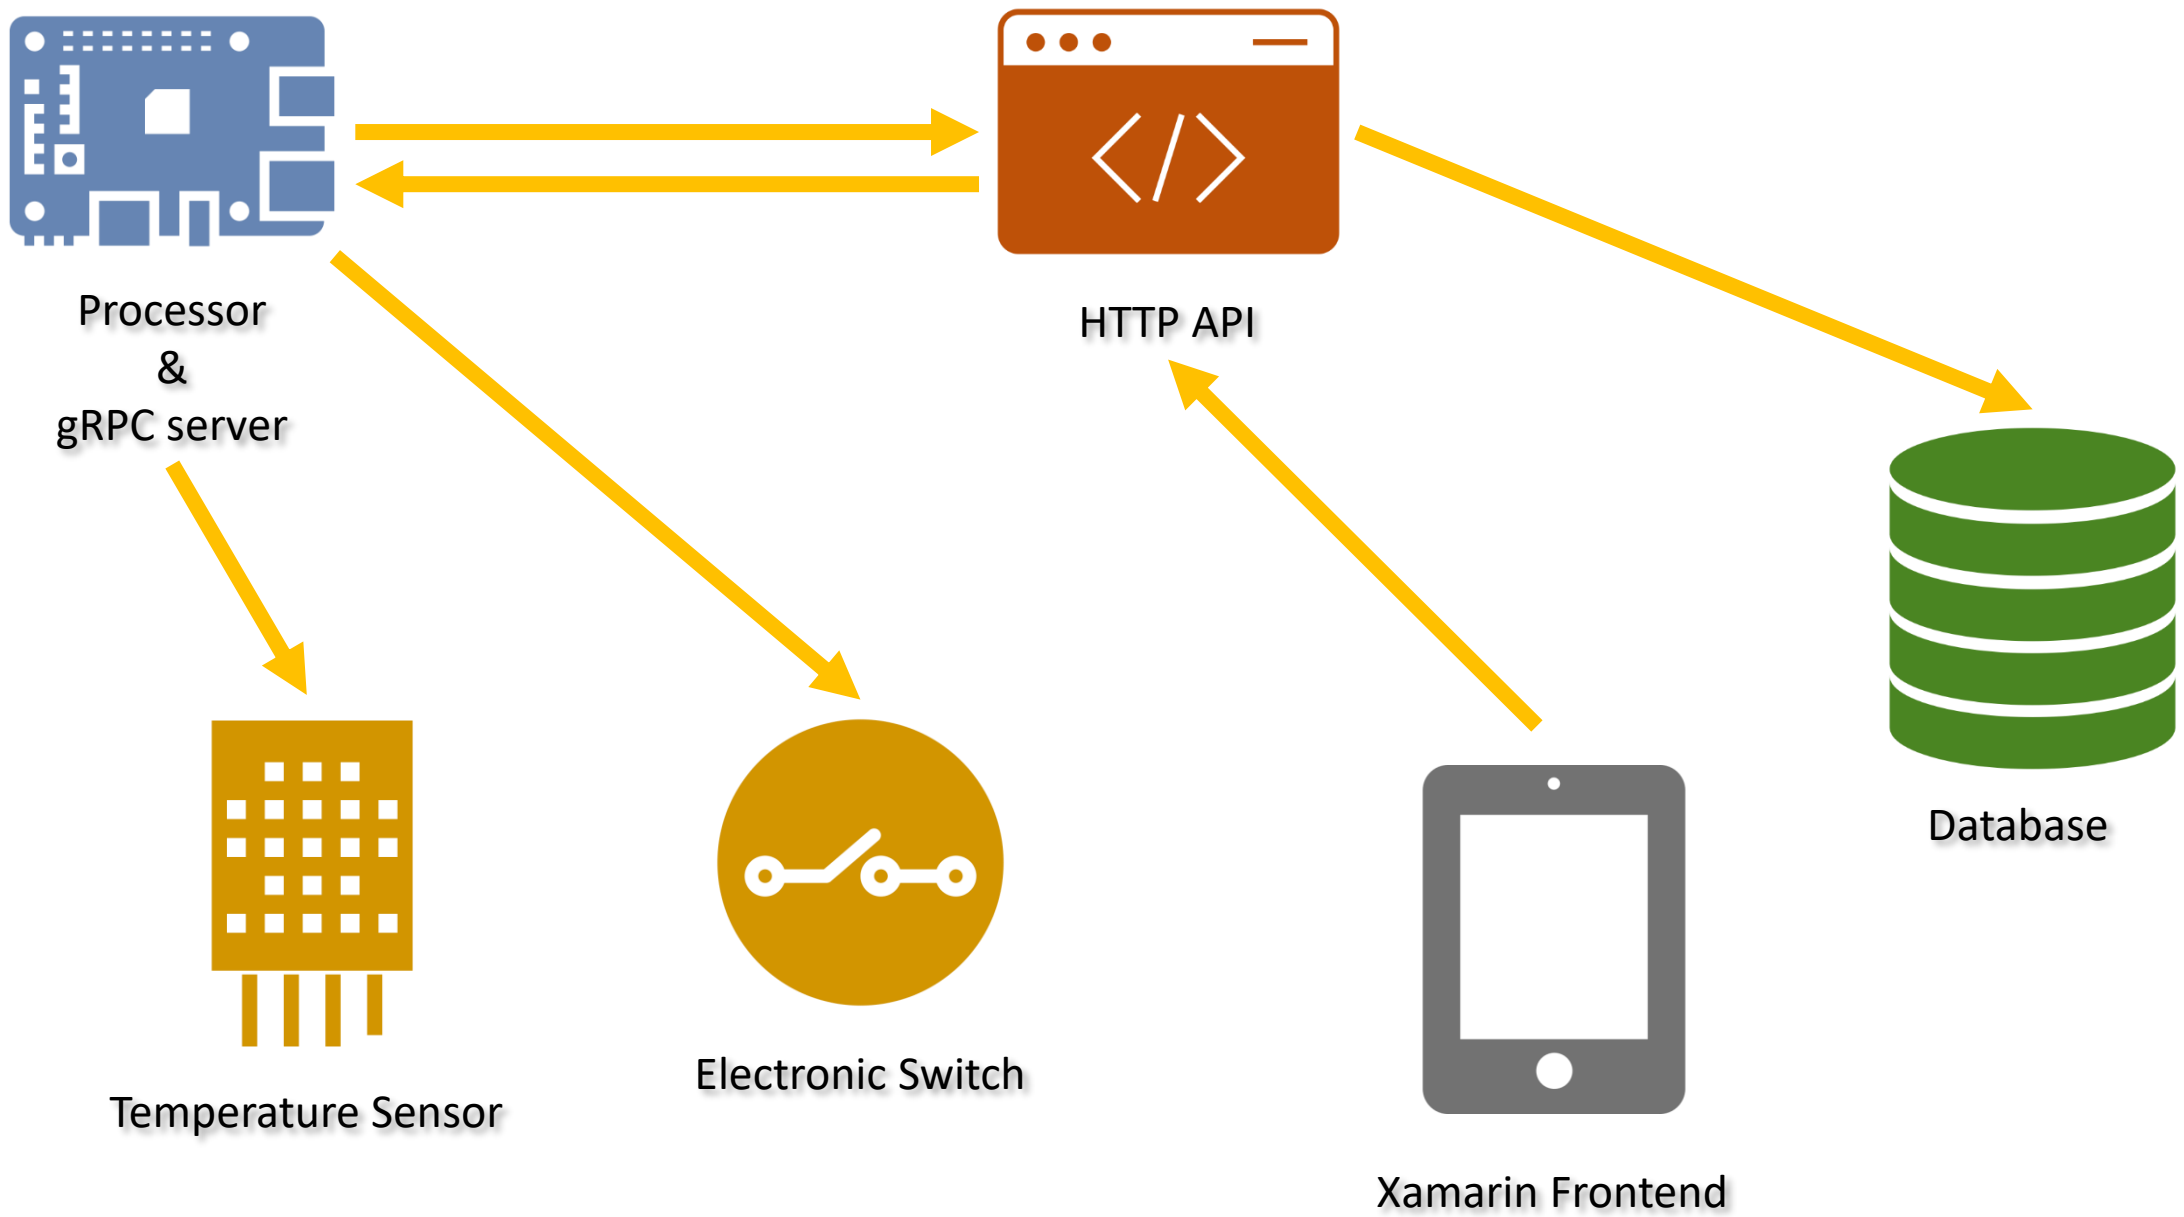 Processor
&
gRPC server
HTTP API
Database
Electronic Switch
Temperature Sensor
Xamarin Frontend